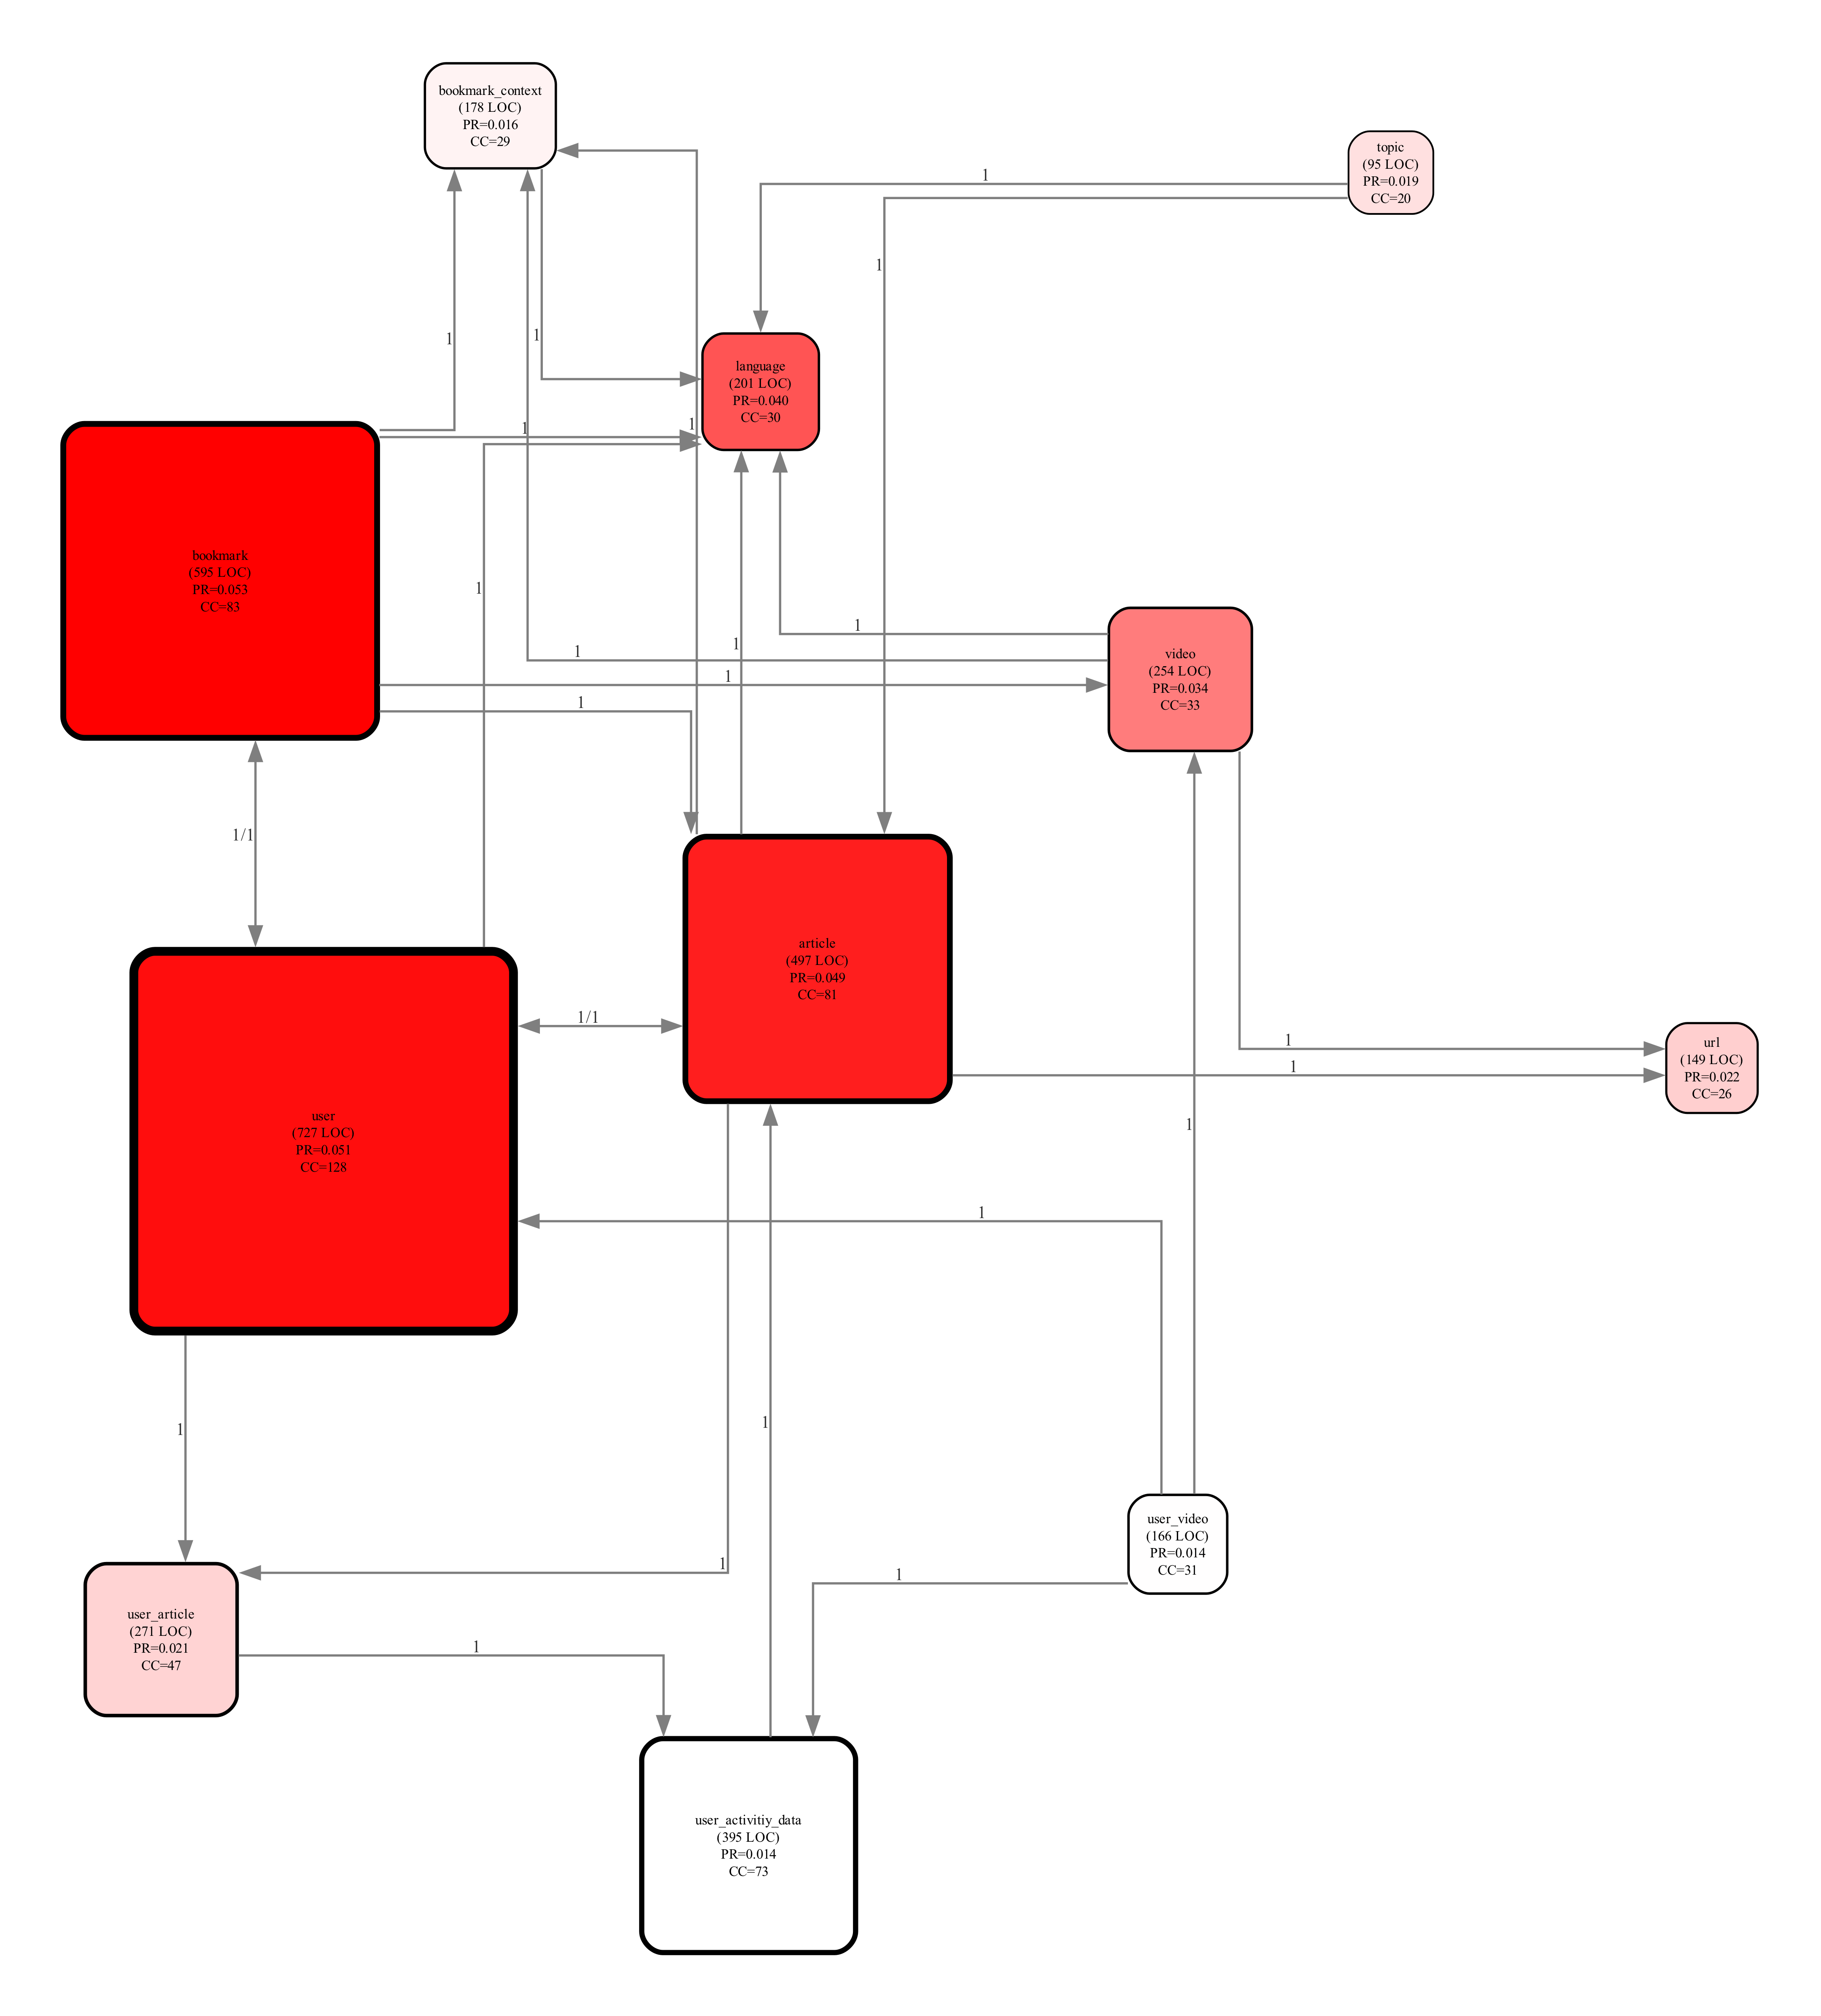 bookmark_context
(178 LOC)
PR=0.016
CC=29
topic
(95 LOC)
PR=0.019
CC=20
1
1
1
1
language
(201 LOC)
PR=0.040
CC=30
1
1
bookmark
(595 LOC)
PR=0.053
CC=83
1
1
1
1
video
(254 LOC)
PR=0.034
CC=33
1
1
1/1
article
(497 LOC)
PR=0.049
CC=81
1/1
url
(149 LOC)
PR=0.022
CC=26
1
1
user
(727 LOC)
PR=0.051
CC=128
1
1
1
1
user_video
(166 LOC)
PR=0.014
CC=31
1
1
user_article
(271 LOC)
PR=0.021
CC=47
1
user_activitiy_data
(395 LOC)
PR=0.014
CC=73